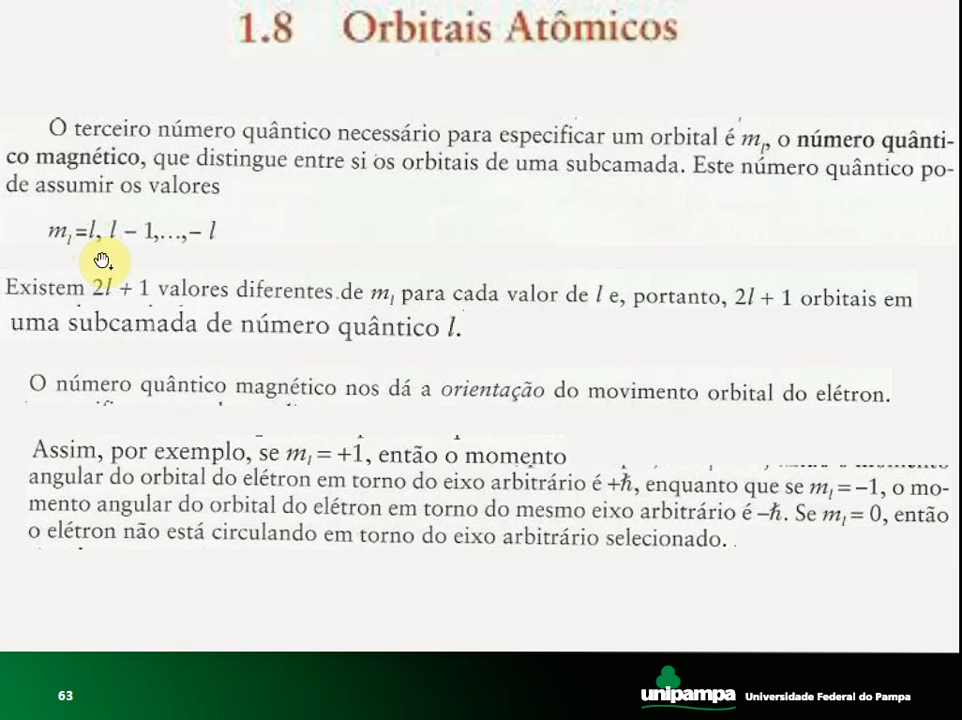 1.8 Orbitais Atômicos
O terceiro número quântico necessário para especificar um orbital é mₗ, o número quânti-
co magnético, que distingue entre si os orbitais de uma subcamada. Este número quântico po-
de assumir os valores
mₗ=l, l – 1,...,– l
Existem 2l + 1 valores diferentes de mₗ para cada valor de l e, portanto, 2l + 1 orbitais em
uma subcamada de número quântico l.
O número quântico magnético nos dá a orientação do movimento orbital do elétron.
Assim, por exemplo, se mₗ = +1, então o momento
angular do orbital do elétron em torno do eixo arbitrário é +ℏ, enquanto que se mₗ = –1, o mo-
mento angular do orbital do elétron em torno do mesmo eixo arbitrário é –ℏ. Se mₗ = 0, então
o elétron não está circulando em torno do eixo arbitrário selecionado.
63
unipampa Universidade Federal do Pampa